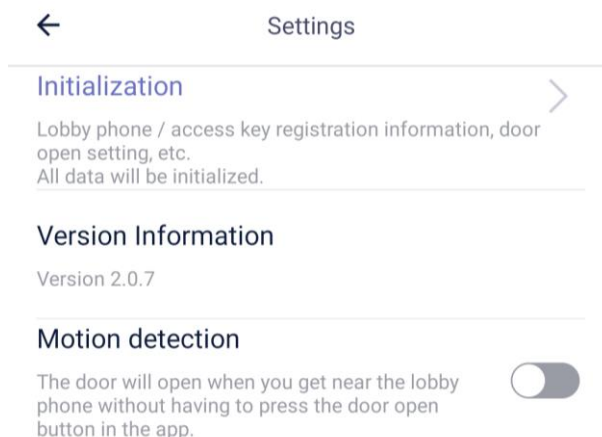 Settings
Initialization
Lobby phone / access key registration information, door
open setting, etc.
All data will be initialized.
Version Information
Version 2.0.7
Motion detection
The door will open when you get near the lobby
phone without having to press the door open
button in the app.